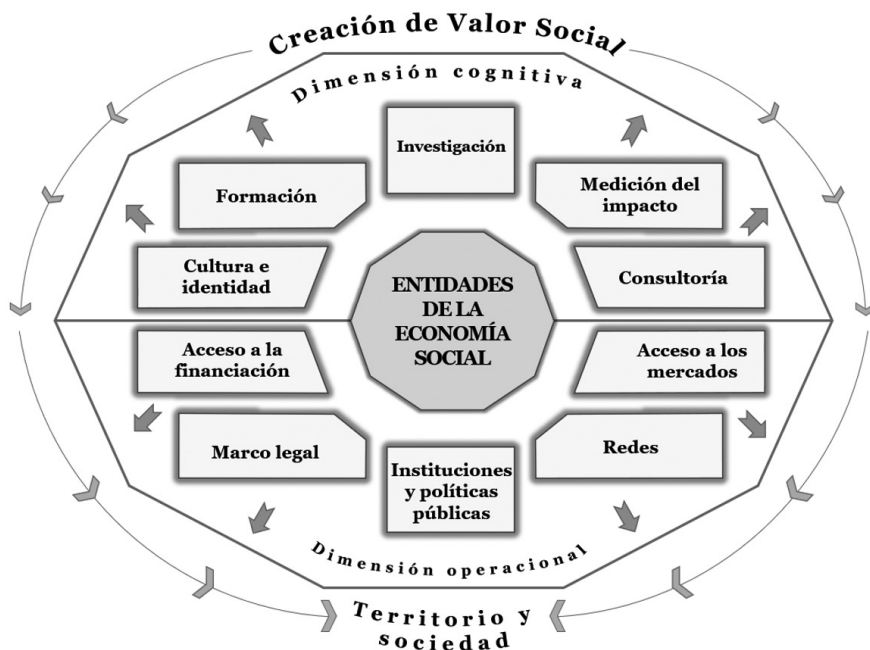 Creación de Valor Social
Dimensión cognitiva
Investigación
Formación
Medición del
impacto
Cultura e
identidad
Consultoría
ENTIDADES
DE LA
ECONOMÍA
SOCIAL
Acceso a la
financiación
Acceso a los
mercados
Marco legal
Instituciones
y políticas
públicas
Redes
Dimensión operacional
Territorio y
sociedad